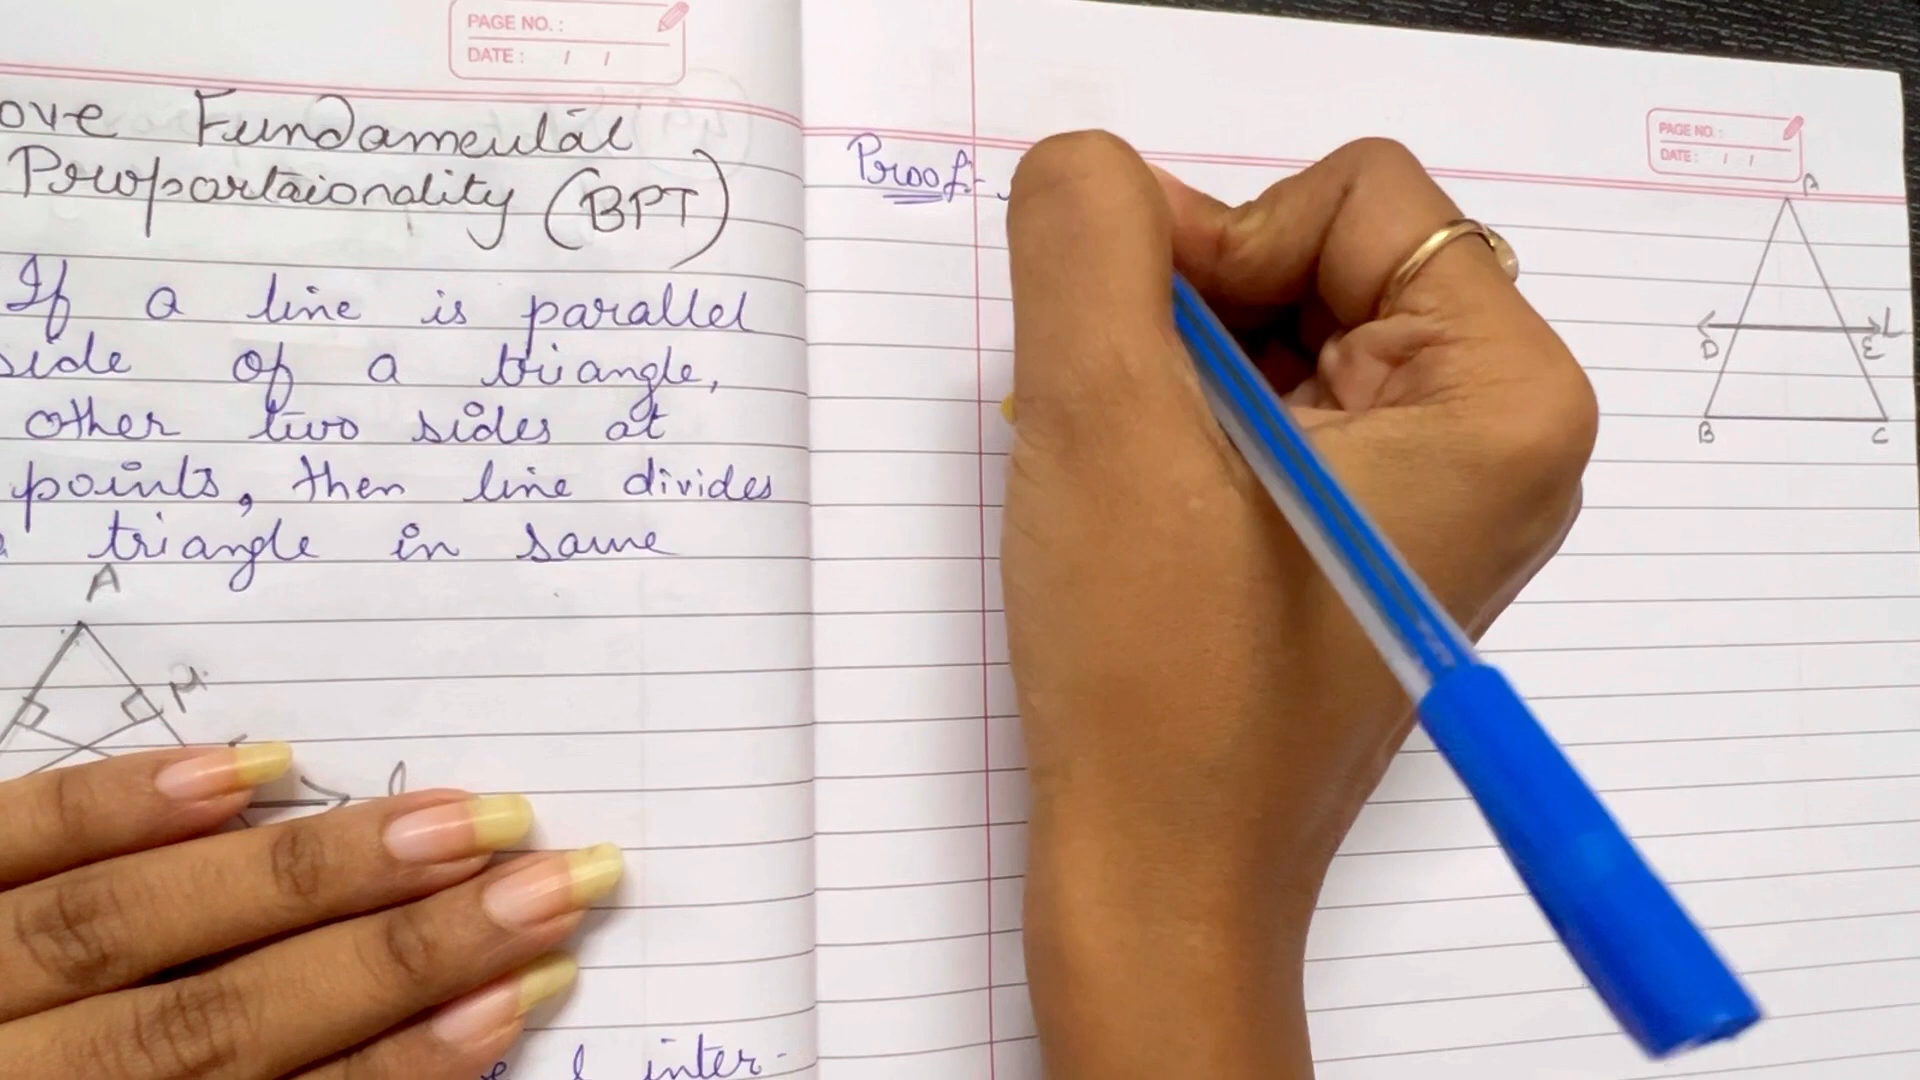 PAGE NO. :
DATE : / /
ove Fundamental
Proportaionality (BPT)
If a line is parallel
side of a triangle,
other two sides at
points, then line divides
triangle in same
A
M
l
l inter-
Proof:-
PAGE NO. :
DATE : / /
A
L
D E
B C